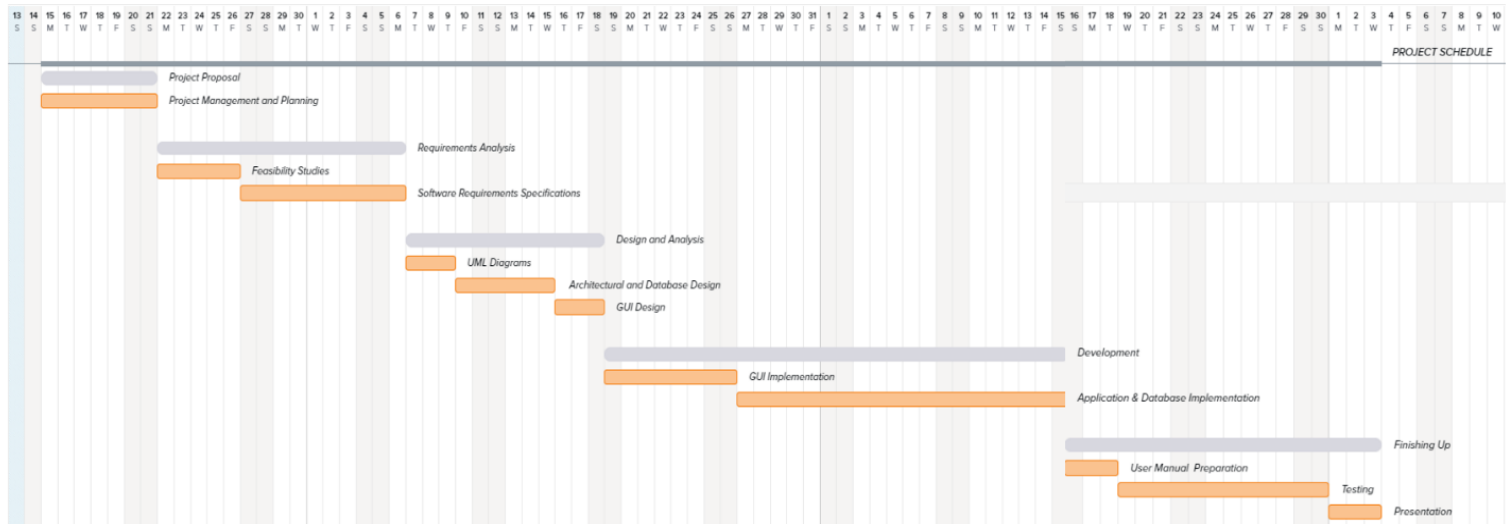 13 14 15 16 17 18 19 20 21 22 23 24 25 26 27 28 29 30 1 2 3 4 5 6 7 8 9 10 11 12 13 14 15 16 17 18 19 20 21 22 23 24 25 26 27 28 29 30 31 1 2 3 4 5 6 7 8 9 10 11 12 13 14 15 16 17 18 19 20 21 22 23 24 25 26 27 28 29 30 1 2 3 4 5 6 7 8 9 10
S S M T W T F S S M T W T F S S M T W T F S S M T W T F S S M T W T F S S M T W T F S S M T W T F S S M T W T F S S M T W T F S S M T W T F S S M T W T F S S M T W T F S S M T W
PROJECT SCHEDULE
Project Proposal
Project Management and Planning
Requirements Analysis
Feasibility Studies
Software Requirements Specifications
Design and Analysis
UML Diagrams
Architectural and Database Design
GUI Design
Development
GUI Implementation
Application & Database Implementation
Finishing Up
User Manual Preparation
Testing
Presentation